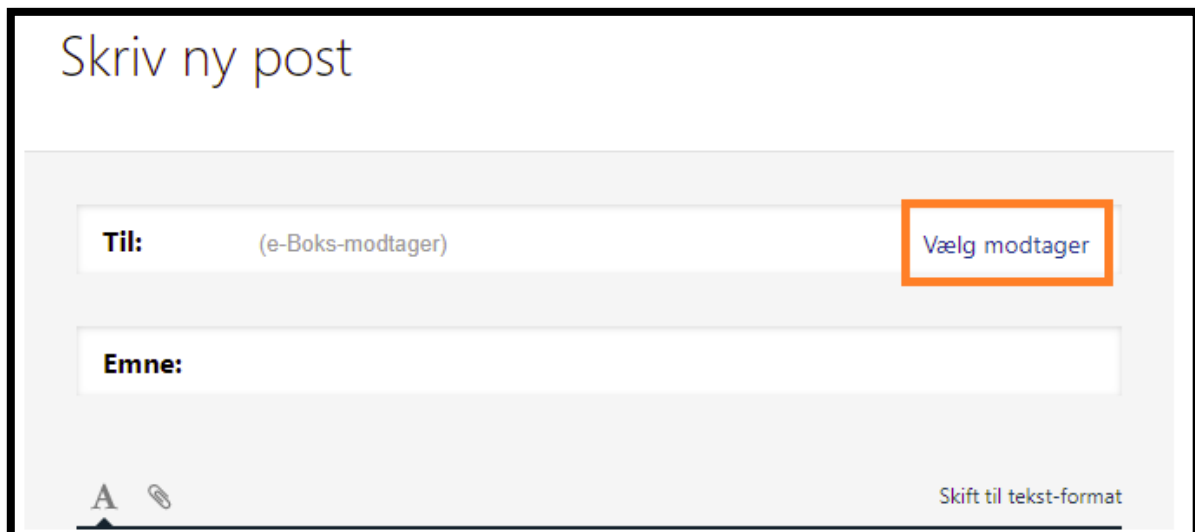 Skriv ny post
Til: (e-Boks-modtager) Vælg modtager
Emne:
A Skift til tekst-format